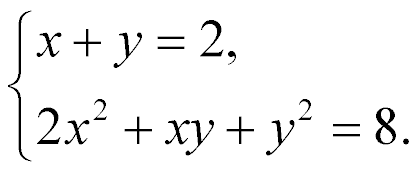 x + y = 2,
2x² + xy + y² = 8.